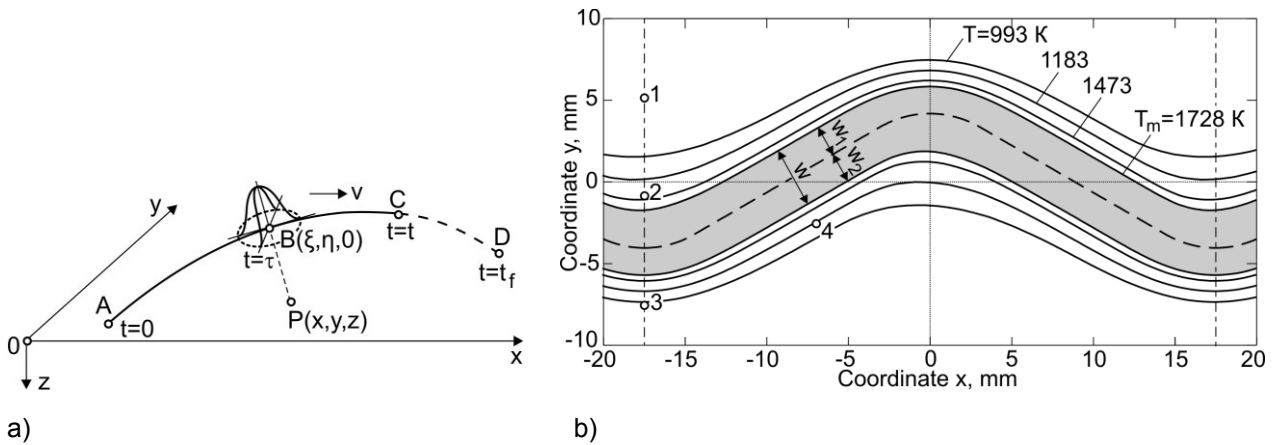 a)
y
v
B(ξ,η,0)
t=τ
C
t=t
D
t=t_f
A
t=0
P(x,y,z)
0
x
z
b)
Coordinate y, mm
10
5
0
-5
-10
T=993 K
1183
1473
T_m=1728 K
1
2
3
4
w
w_1
w_2
-20
-15
-10
-5
0
5
10
15
20
Coordinate x, mm
a)
b)